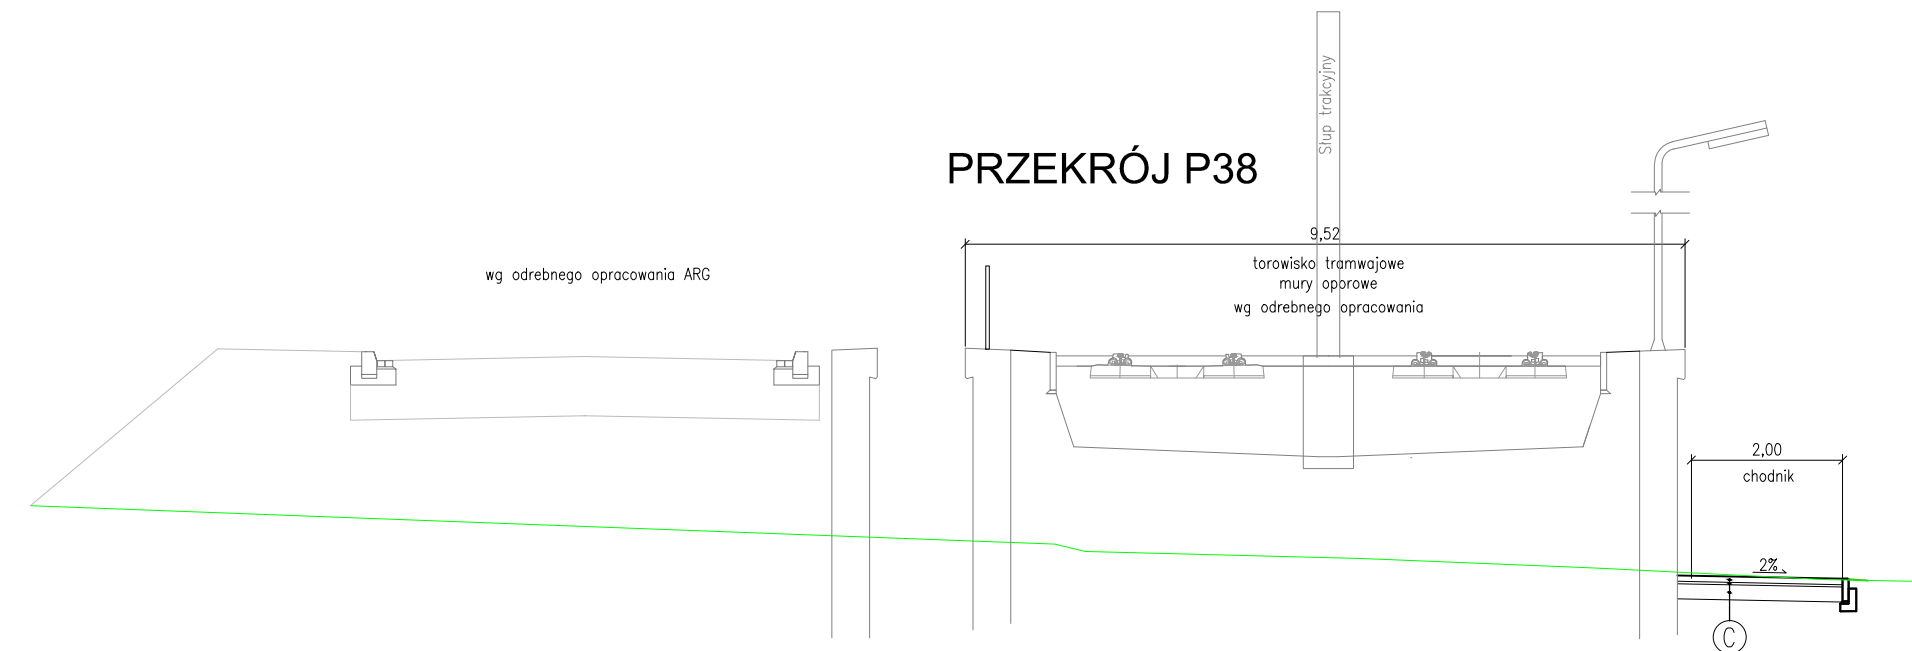 Słup trakcyjny
PRZEKRÓJ P38
9,52
wg odrebnego opracowania ARG
torowisko tramwajowe
mury oporowe
wg odrebnego opracowania
2,00
chodnik
2%
C